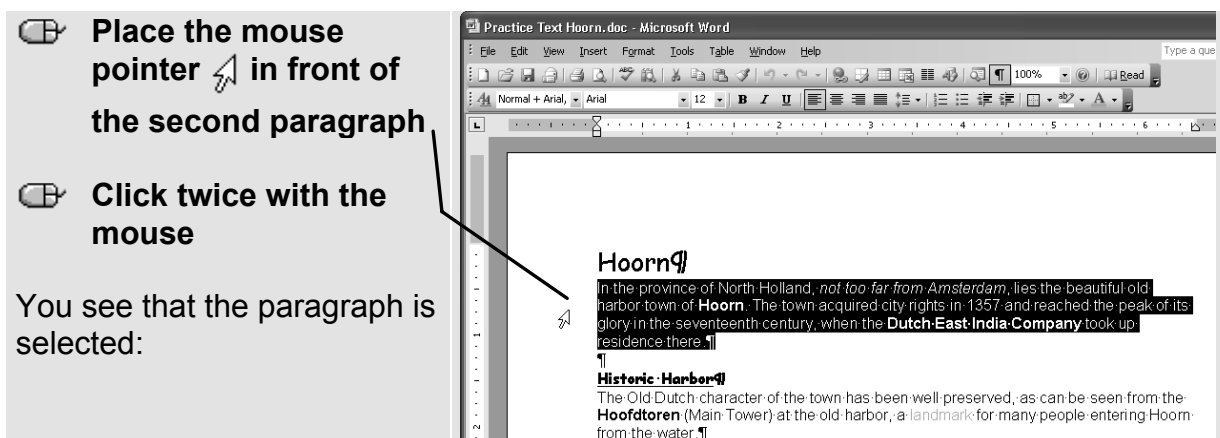 Place the mouse
pointer in front of
the second paragraph
Click twice with the
mouse
You see that the paragraph is
selected:
Practice Text Hoorn.doc - Microsoft Word
File Edit View Insert Format Tools Table Window Help
Type a que
100% Read
Normal + Arial, Arial 12 B I U
1 2 3 4 5 6
Hoorn¶
In·the·province·of·North·Holland,·not·too·far·from·Amsterdam,·lies·the·beautiful·old·
harbor·town·of·Hoorn.·The·town·acquired·city·rights·in·1357·and·reached·the·peak·of·its·
glory·in·the·seventeenth·century,·when·the·Dutch·East·India·Company·took·up·
residence·there.¶
¶
Historic·Harbor¶
The·Old·Dutch·character·of·the·town·has·been·well·preserved,·as·can·be·seen·from·the·
Hoofdtoren·(Main·Tower)·at·the·old·harbor,·a·landmark·for·many·people·entering·Hoorn·
from·the·water.¶